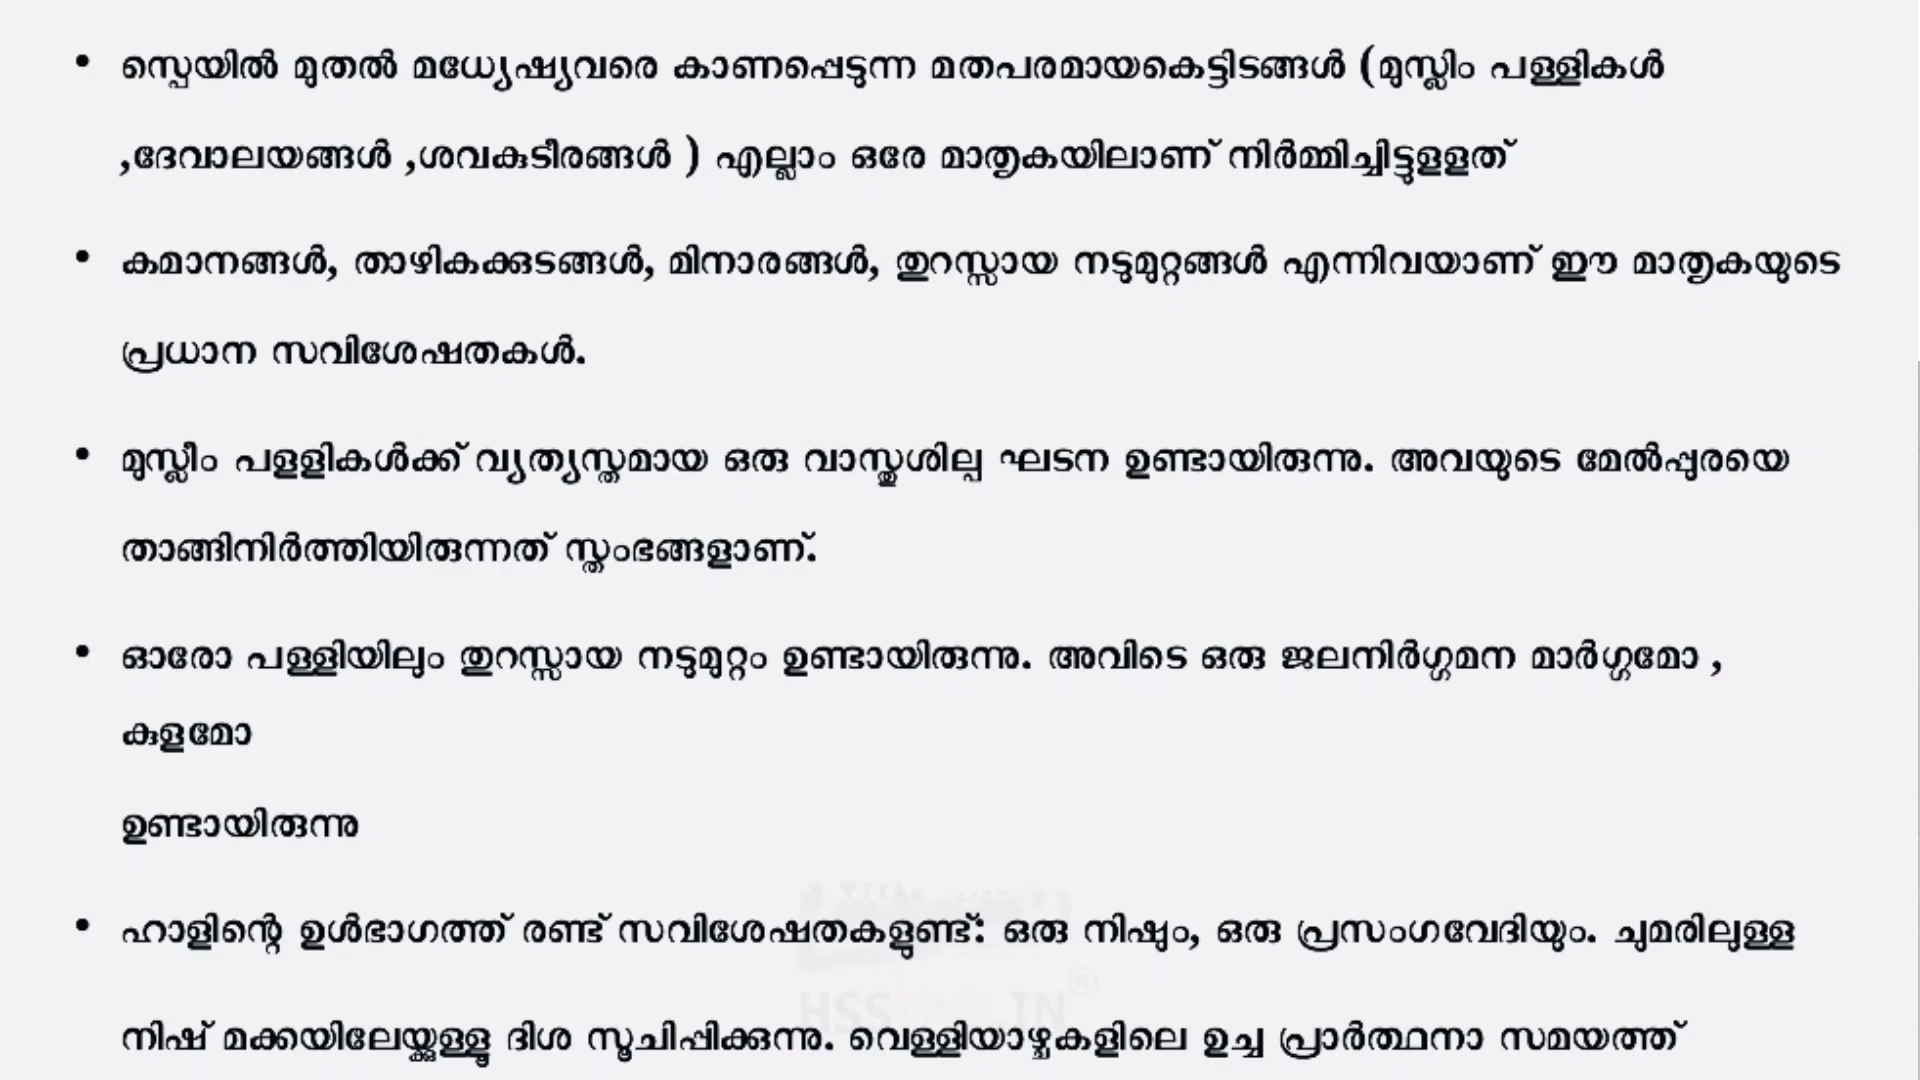 • സ്പെയിൽ മുതൽ മധ്യേഷ്യവരെ കാണപ്പെടുന്ന മതപരമായകെട്ടിടങ്ങൾ (മുസ്ലിം പള്ളികൾ
,ദേവാലയങ്ങൾ ,ശവകുടീരങ്ങൾ ) എല്ലാം ഒരേ മാതൃകയിലാണ് നിർമ്മിച്ചിട്ടുളളത്
• കമാനങ്ങൾ, താഴികക്കുടങ്ങൾ, മിനാരങ്ങൾ, തുറസ്സായ നടുമുറ്റങ്ങൾ എന്നിവയാണ് ഈ മാതൃകയുടെ
പ്രധാന സവിശേഷതകൾ.
• മുസ്ലീം പളളികൾക്ക് വ്യത്യസ്തമായ ഒരു വാസ്തുശില്പ ഘടന ഉണ്ടായിരുന്നു. അവയുടെ മേൽപ്പുരയെ
താങ്ങിനിർത്തിയിരുന്നത് സ്തംഭങ്ങളാണ്.
• ഓരോ പള്ളിയിലും തുറസ്സായ നടുമുറ്റം ഉണ്ടായിരുന്നു. അവിടെ ഒരു ജലനിർഗ്ഗമന മാർഗ്ഗമോ ,
കുളമോ
ഉണ്ടായിരുന്നു
• ഹാളിന്റെ ഉൾഭാഗത്ത് രണ്ട് സവിശേഷതകളുണ്ട്: ഒരു നിഷും, ഒരു പ്രസംഗവേദിയും. ചുമരിലുള്ള
നിഷ് മക്കയിലേയ്ക്കുള്ളൂ ദിശ സൂചിപ്പിക്കുന്നു. വെള്ളിയാഴ്ചകളിലെ ഉച്ച പ്രാർത്ഥനാ സമയത്ത്